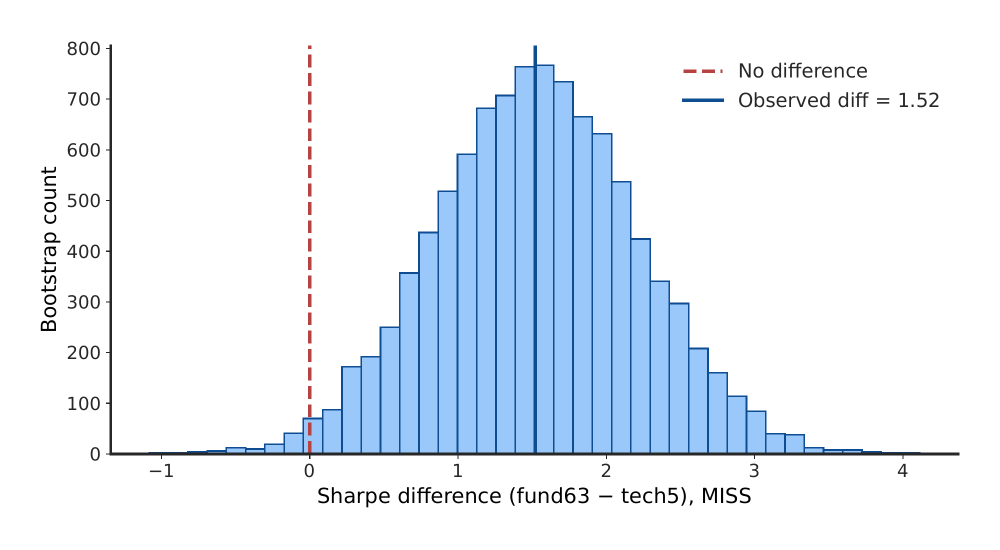 800
700
600
500
400
300
200
100
0
Bootstrap count
No difference
Observed diff = 1.52
−1 0 1 2 3 4
Sharpe difference (fund63 − tech5), MISS